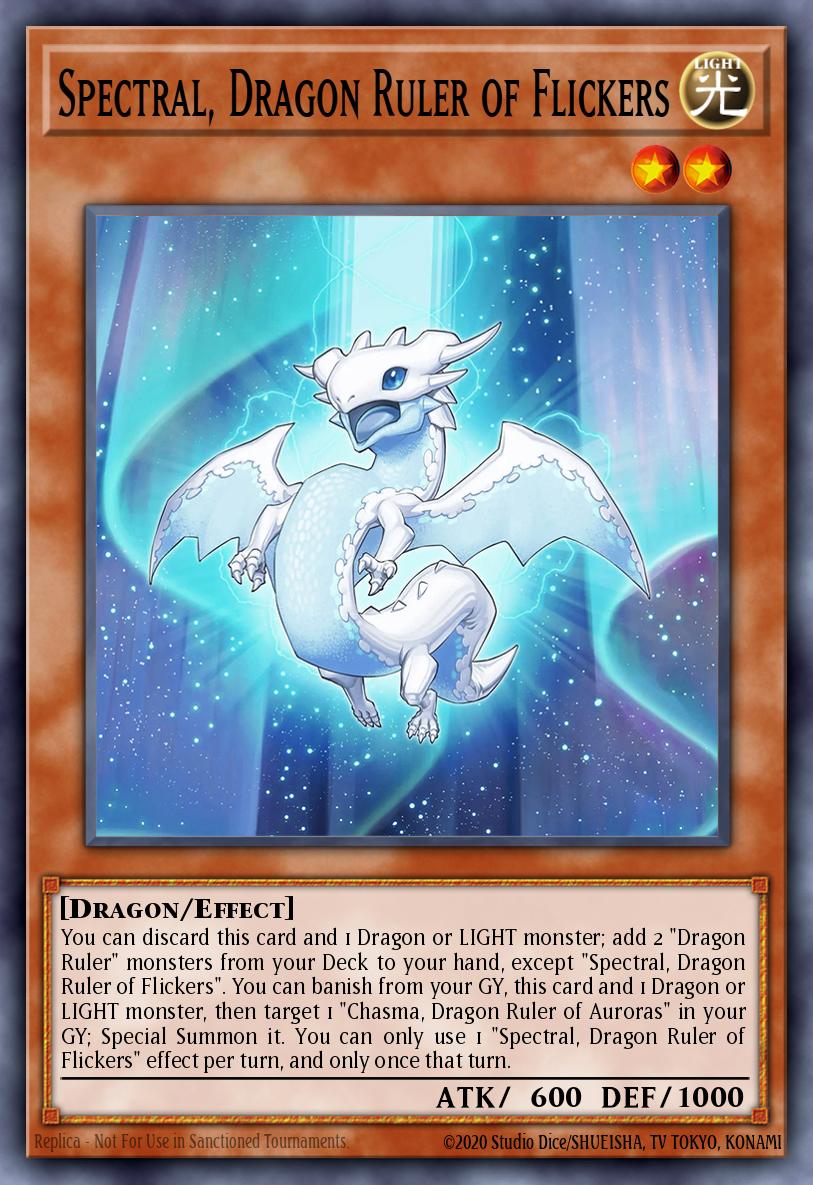 Spectral, Dragon Ruler of Flickers
LIGHT
光
[Dragon/Effect]
You can discard this card and 1 Dragon or LIGHT monster; add 2 "Dragon
Ruler" monsters from your Deck to your hand, except "Spectral, Dragon
Ruler of Flickers". You can banish from your GY, this card and 1 Dragon or
LIGHT monster, then target 1 "Chasma, Dragon Ruler of Auroras" in your
GY; Special Summon it. You can only use 1 "Spectral, Dragon Ruler of
Flickers" effect per turn, and only once that turn.
ATK/ 600 DEF/1000
Replica - Not For Use in Sanctioned Tournaments. ©2020 Studio Dice/SHUEISHA, TV TOKYO, KONAMI